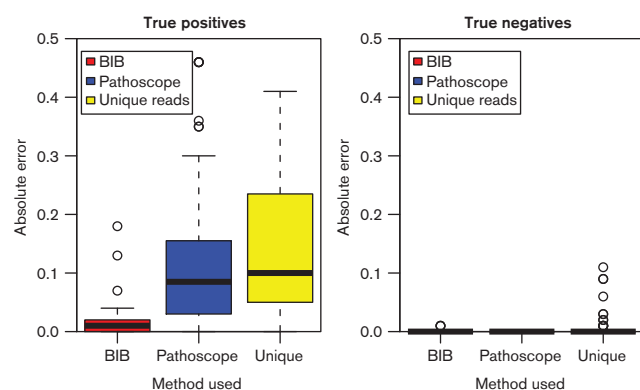 True positives
0.5
0.4
0.3
0.2
0.1
0.0
Absolute error
BIB
Pathoscope
Unique reads
BIB
Pathoscope
Unique
Method used
True negatives
0.5
0.4
0.3
0.2
0.1
0.0
Absolute error
BIB
Pathoscope
Unique reads
BIB
Pathoscope
Unique
Method used